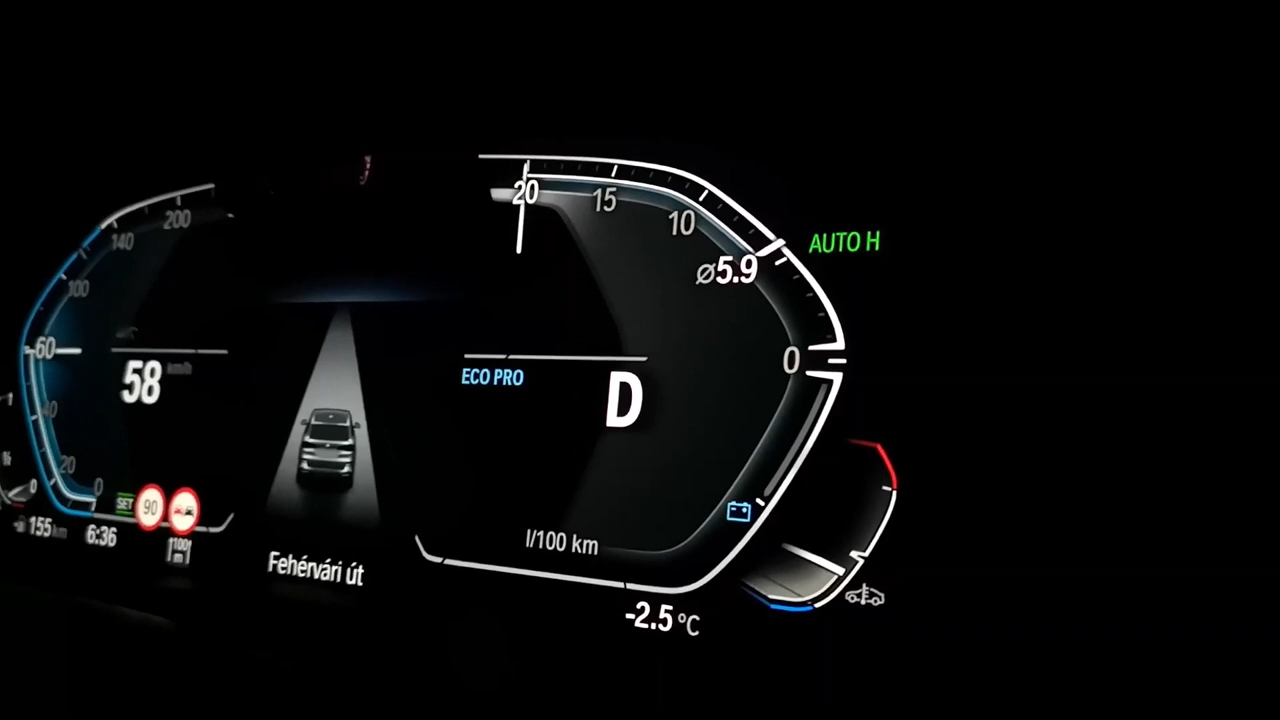 200
140
100
60
40
20
0
58 km/h
SET 90
100 m
0
155 km
6:36
Fehérvári út
20
15
10
⌀5.9
0
AUTO H
ECO PRO
D
l/100 km
-2.5 °C